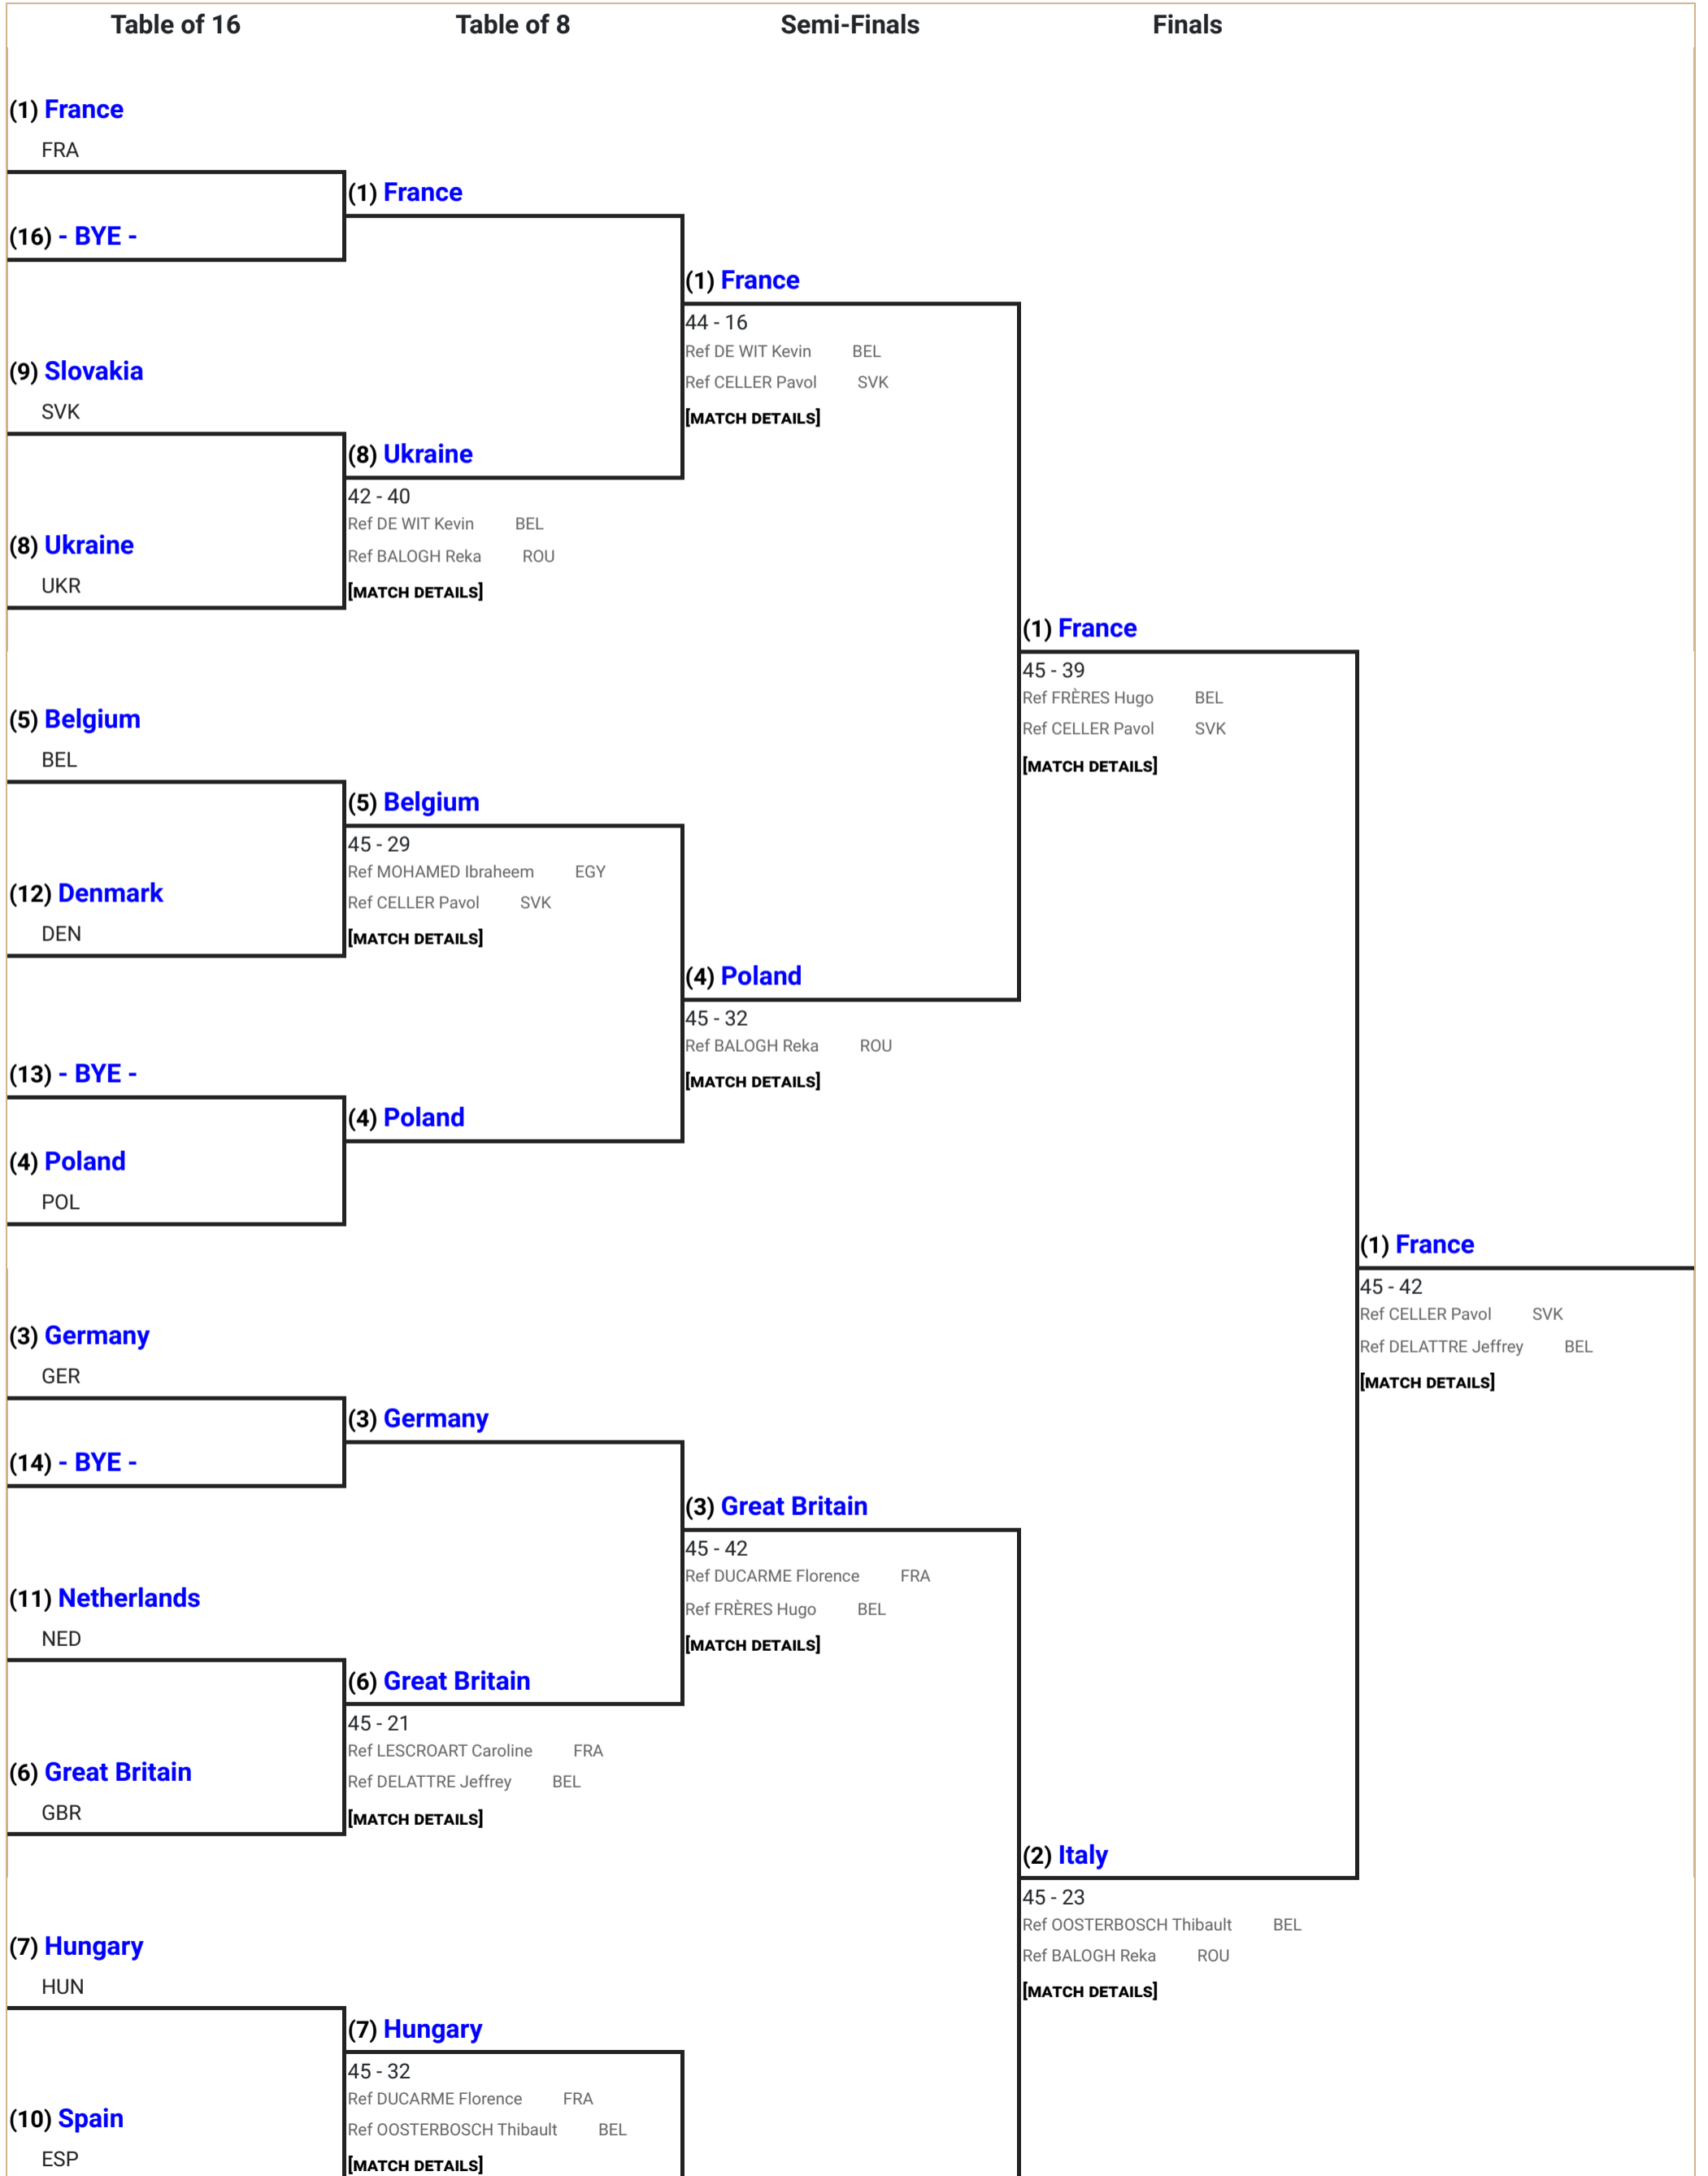 Table of 16
Table of 8
Semi-Finals
Finals
(1) France
FRA
(16) - BYE -
(9) Slovakia
SVK
(8) Ukraine
UKR
(5) Belgium
BEL
(12) Denmark
DEN
(13) - BYE -
(4) Poland
POL
(3) Germany
GER
(14) - BYE -
(11) Netherlands
NED
(6) Great Britain
GBR
(7) Hungary
HUN
(10) Spain
ESP
(1) France
(8) Ukraine
42 - 40
Ref DE WIT Kevin BEL
Ref BALOGH Reka ROU
[MATCH DETAILS]
(5) Belgium
45 - 29
Ref MOHAMED Ibraheem EGY
Ref CELLER Pavol SVK
[MATCH DETAILS]
(4) Poland
(3) Germany
(6) Great Britain
45 - 21
Ref LESCROART Caroline FRA
Ref DELATTRE Jeffrey BEL
[MATCH DETAILS]
(7) Hungary
45 - 32
Ref DUCARME Florence FRA
Ref OOSTERBOSCH Thibault BEL
[MATCH DETAILS]
(1) France
44 - 16
Ref DE WIT Kevin BEL
Ref CELLER Pavol SVK
[MATCH DETAILS]
(4) Poland
45 - 32
Ref BALOGH Reka ROU
[MATCH DETAILS]
(3) Great Britain
45 - 42
Ref DUCARME Florence FRA
Ref FRÈRES Hugo BEL
[MATCH DETAILS]
(1) France
45 - 39
Ref FRÈRES Hugo BEL
Ref CELLER Pavol SVK
[MATCH DETAILS]
(2) Italy
45 - 23
Ref OOSTERBOSCH Thibault BEL
Ref BALOGH Reka ROU
[MATCH DETAILS]
(1) France
45 - 42
Ref CELLER Pavol SVK
Ref DELATTRE Jeffrey BEL
[MATCH DETAILS]